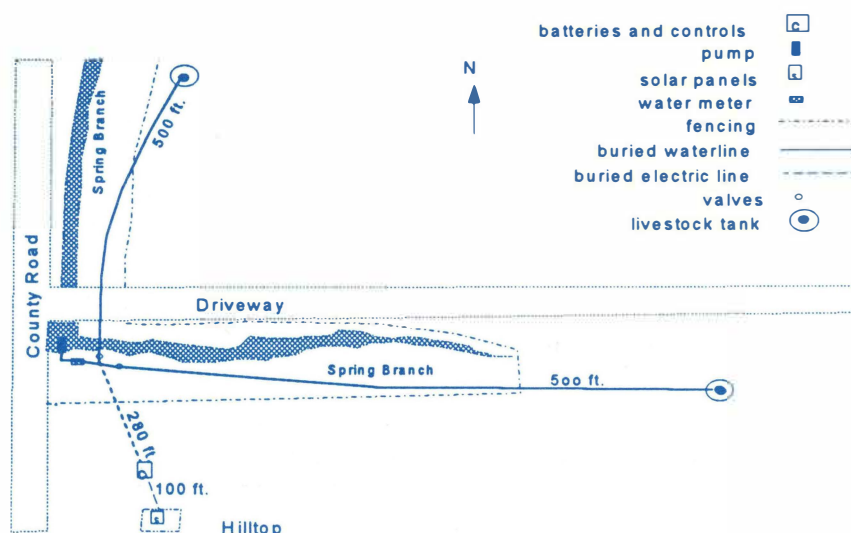 batteries and controls
C
pump
solar panels
s
water meter
fencing
buried waterline
buried electric line
valves
livestock tank
N
Spring Branch
500 ft.
County Road
Driveway
Spring Branch
5oo ft.
280 ft.
100 ft.
s
Hilltop